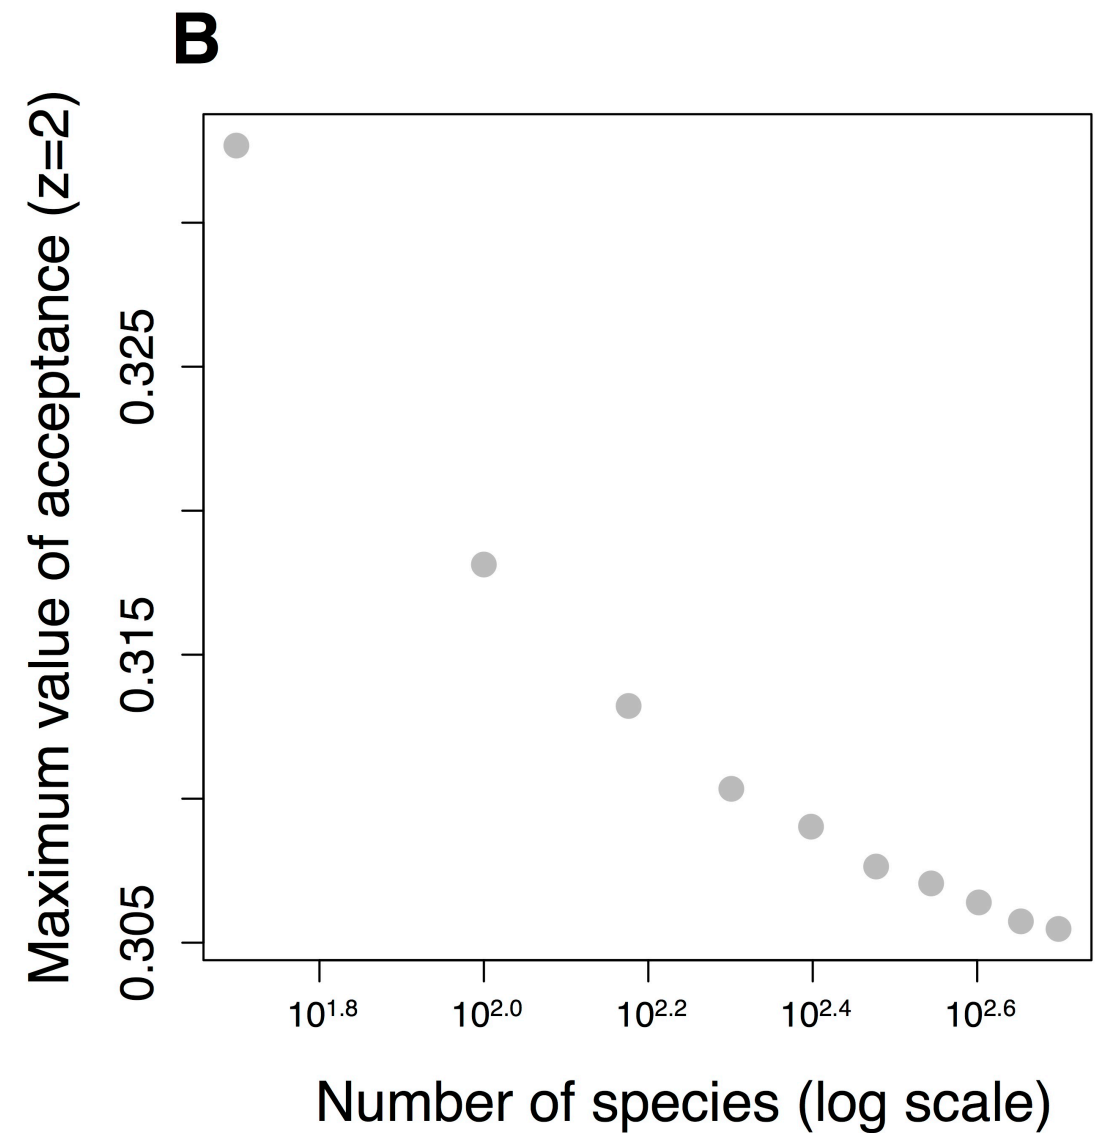 B
Maximum value of acceptance (z=2)
0.325
0.315
0.305
10^1.8 10^2.0 10^2.2 10^2.4 10^2.6
Number of species (log scale)